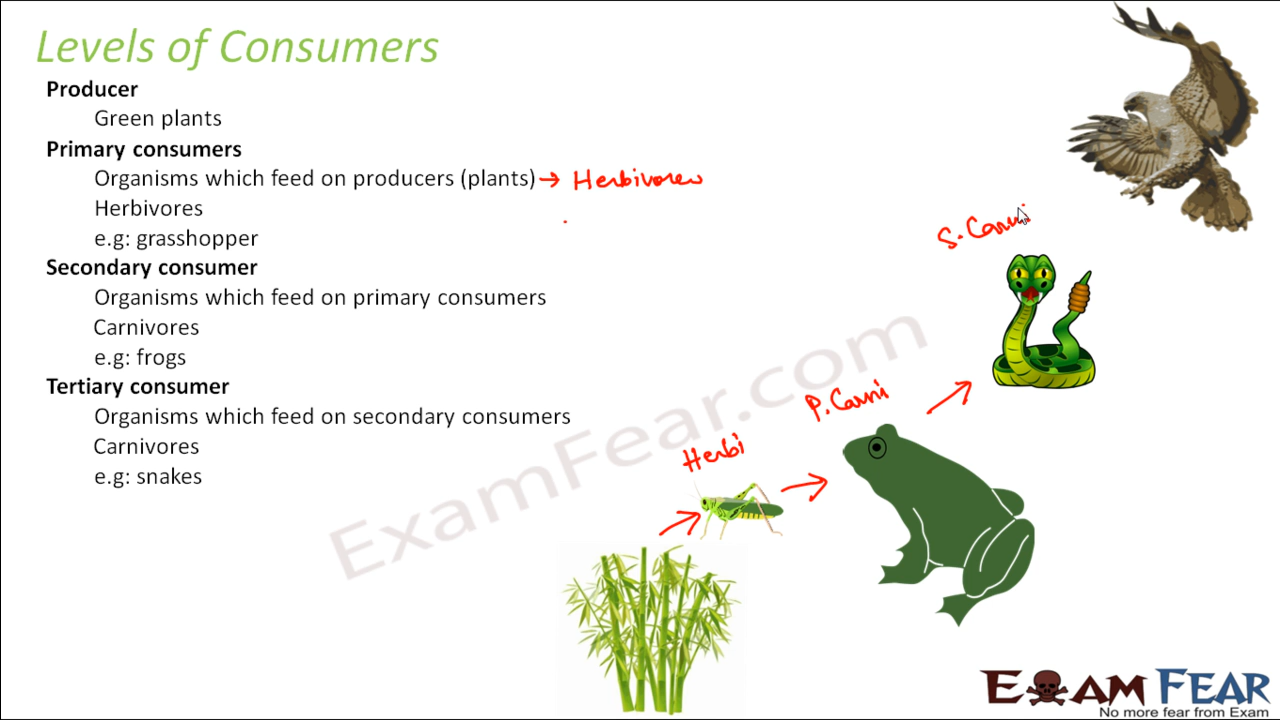 Levels of Consumers
Producer
Green plants
Primary consumers
Organisms which feed on producers (plants) → Herbivores
Herbivores
e.g: grasshopper
Secondary consumer
Organisms which feed on primary consumers
Carnivores
e.g: frogs
Tertiary consumer
Organisms which feed on secondary consumers
Carnivores
e.g: snakes
S. Carni
P. Carni
Herbi
ExamFear.com
EXAM FEAR
No more fear from Exam